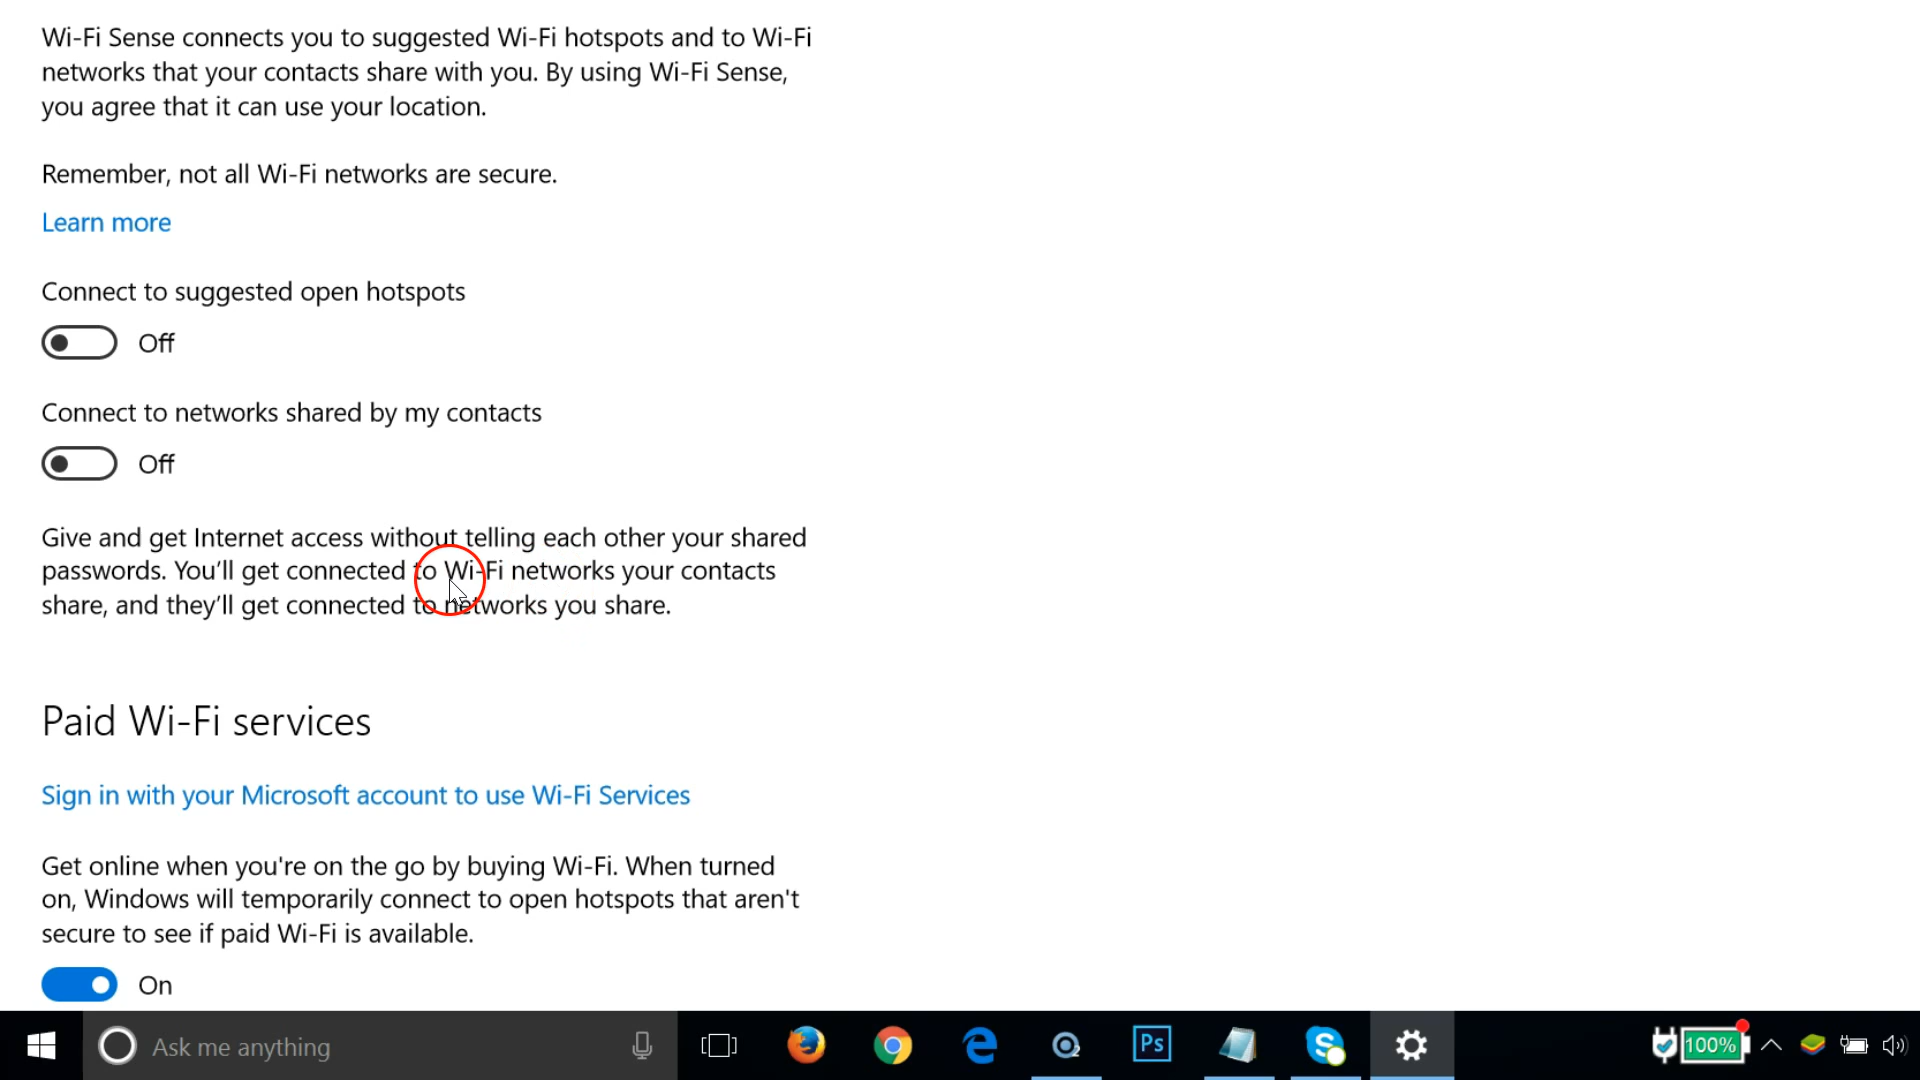 Wi-Fi Sense connects you to suggested Wi-Fi hotspots and to Wi-Fi
networks that your contacts share with you. By using Wi-Fi Sense,
you agree that it can use your location.
Remember, not all Wi-Fi networks are secure.
Learn more
Connect to suggested open hotspots
Off
Connect to networks shared by my contacts
Off
Give and get Internet access without telling each other your shared
passwords. You’ll get connected to Wi-Fi networks your contacts
share, and they’ll get connected to networks you share.
Paid Wi-Fi services
Sign in with your Microsoft account to use Wi-Fi Services
Get online when you're on the go by buying Wi-Fi. When turned
on, Windows will temporarily connect to open hotspots that aren't
secure to see if paid Wi-Fi is available.
On
Ask me anything
Ps
100%